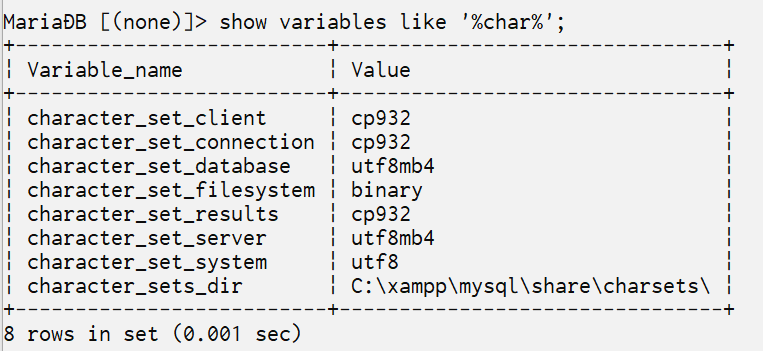 MariaDB [(none)]> show variables like '%char%';
+--------------------------+--------------------------------+
¦ Variable_name            ¦ Value                          ¦
+--------------------------+--------------------------------+
¦ character_set_client     ¦ cp932                          ¦
¦ character_set_connection ¦ cp932                          ¦
¦ character_set_database   ¦ utf8mb4                        ¦
¦ character_set_filesystem ¦ binary                         ¦
¦ character_set_results    ¦ cp932                          ¦
¦ character_set_server     ¦ utf8mb4                        ¦
¦ character_set_system     ¦ utf8                           ¦
¦ character_sets_dir       ¦ C:\xampp\mysql\share\charsets\ ¦
+--------------------------+--------------------------------+
8 rows in set (0.001 sec)